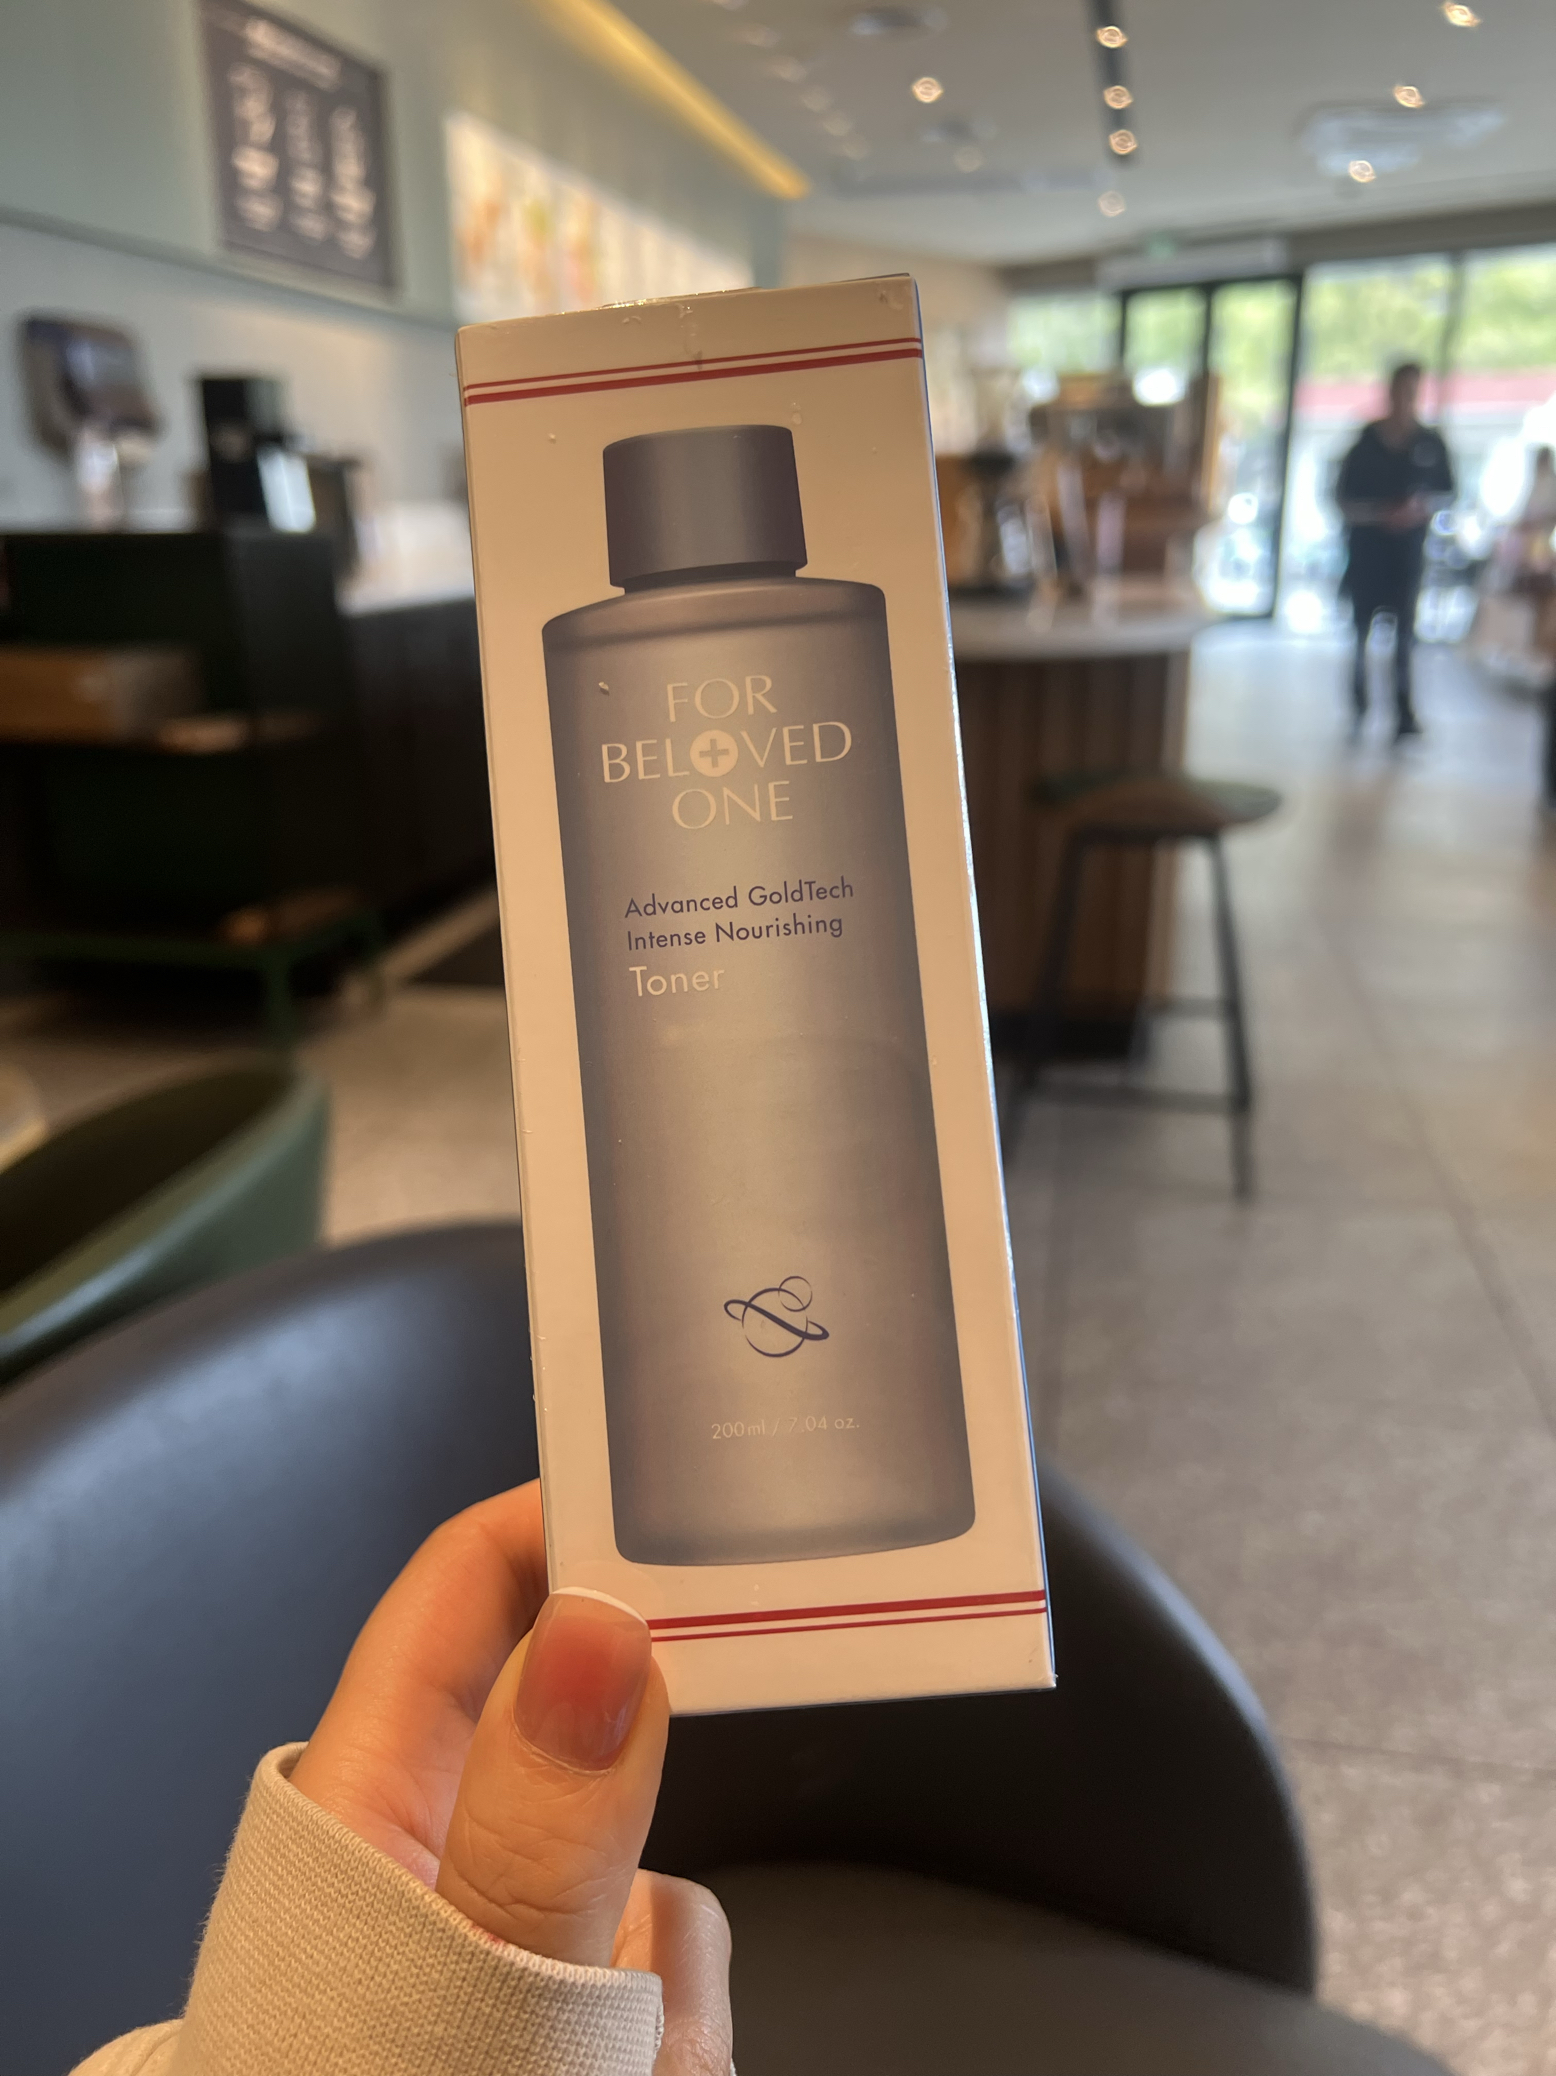 FOR
BELOVED
ONE
Advanced GoldTech
Intense Nourishing
Toner
200ml / 7.04 oz.